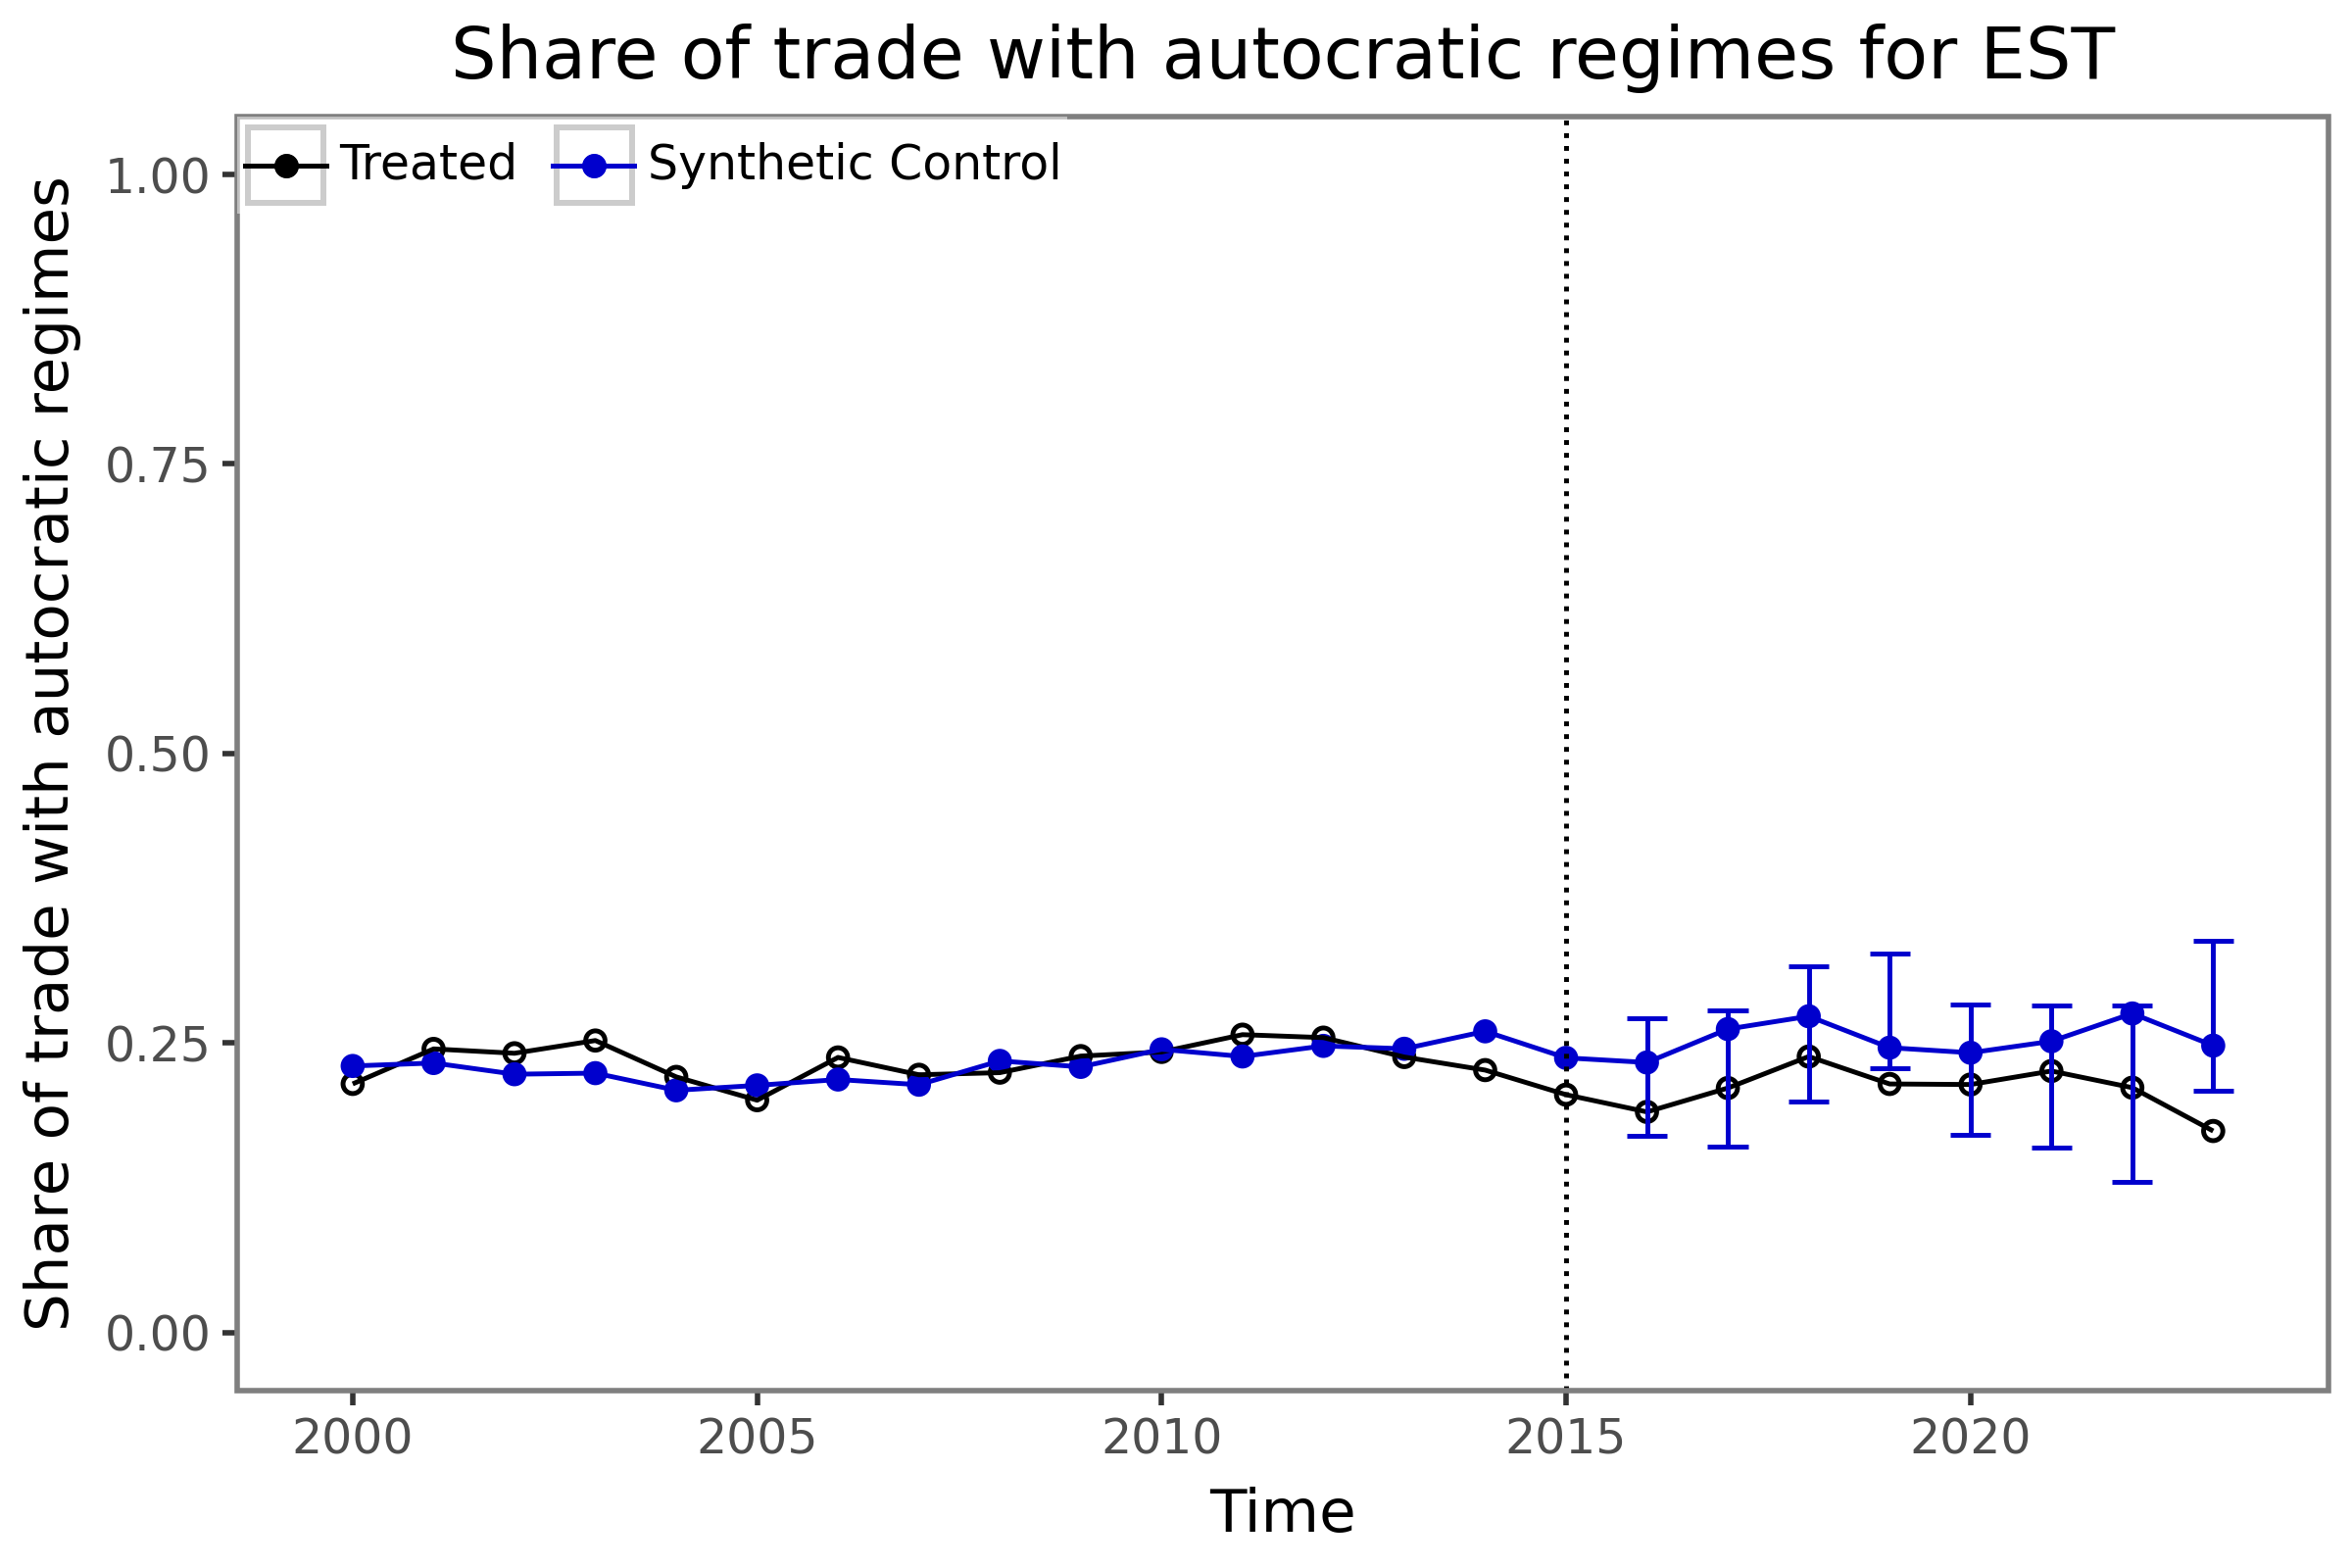 Share of trade with autocratic regimes for EST
Treated
Synthetic Control
Share of trade with autocratic regimes
1.00
0.75
0.50
0.25
0.00
2000
2005
2010
2015
2020
Time